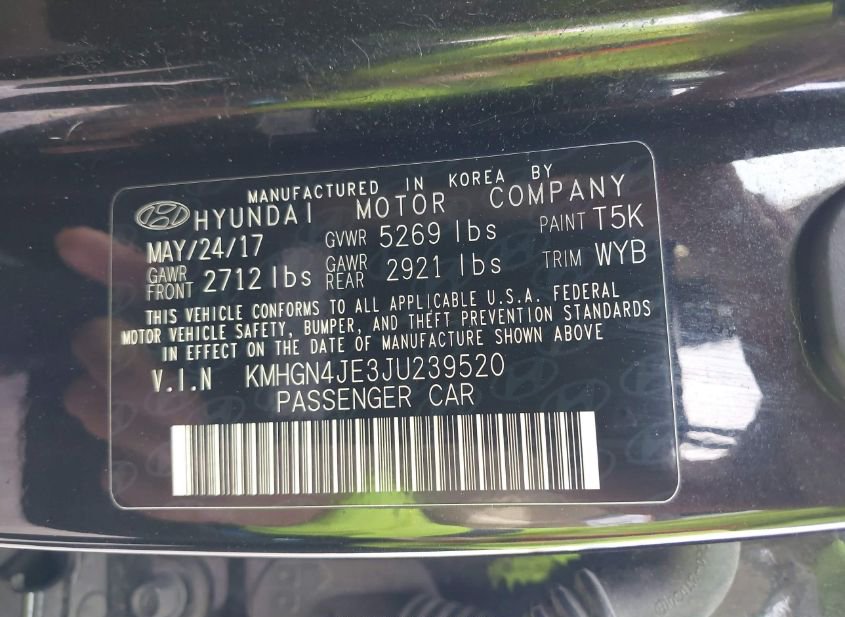 MANUFACTURED IN KOREA BY
HYUNDAI MOTOR COMPANY
MAY/24/17 GVWR 5269 lbs PAINT T5K
GAWR FRONT 2712 lbs GAWR REAR 2921 lbs TRIM WYB
THIS VEHICLE CONFORMS TO ALL APPLICABLE U.S.A. FEDERAL
MOTOR VEHICLE SAFETY, BUMPER, AND THEFT PREVENTION STANDARDS
IN EFFECT ON THE DATE OF MANUFACTURE SHOWN ABOVE
V.I.N KMHGN4JE3JU239520
PASSENGER CAR